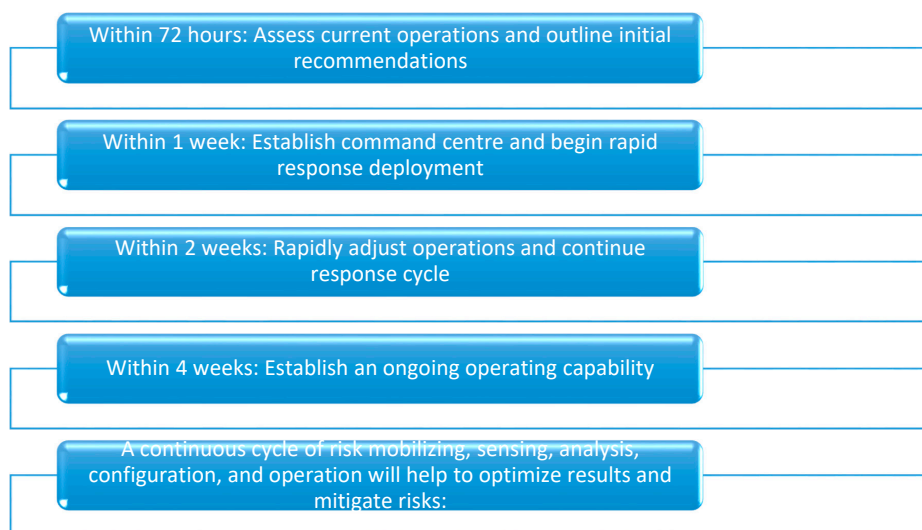 Within 72 hours: Assess current operations and outline initial
recommendations
Within 1 week: Establish command centre and begin rapid
response deployment
Within 2 weeks: Rapidly adjust operations and continue
response cycle
Within 4 weeks: Establish an ongoing operating capability
A continuous cycle of risk mobilizing, sensing, analysis,
configuration, and operation will help to optimize results and
mitigate risks: